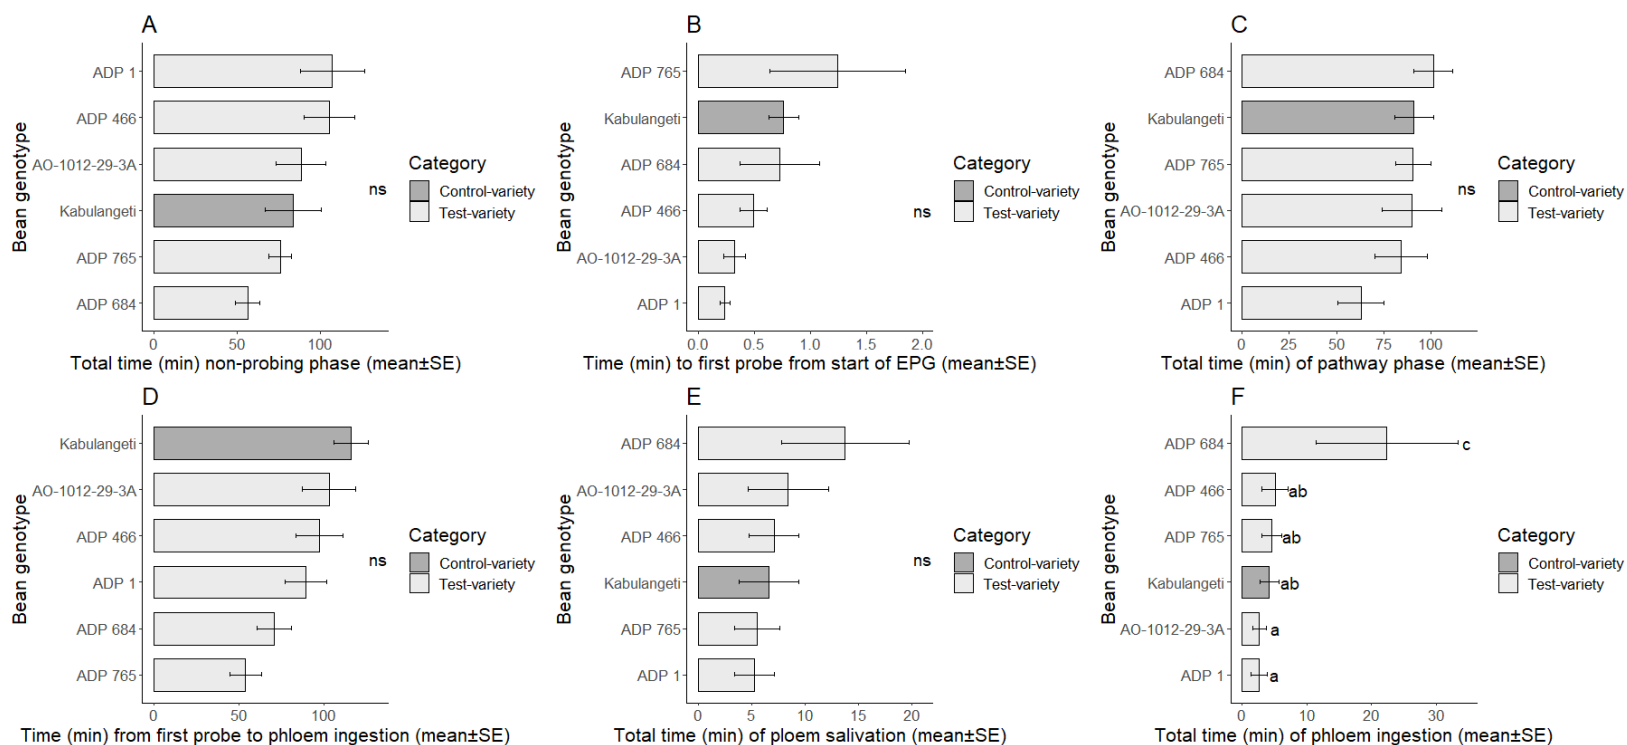 A
Bean genotype
ADP 1
ADP 466
AO-1012-29-3A
Kabulangeti
ADP 765
ADP 684
0
50
100
Total time (min) non-probing phase (mean±SE)
ns
Category
Control-variety
Test-variety
B
Bean genotype
ADP 765
Kabulangeti
ADP 684
ADP 466
AO-1012-29-3A
ADP 1
0.0
0.5
1.0
1.5
2.0
Time (min) to first probe from start of EPG (mean±SE)
ns
Category
Control-variety
Test-variety
C
Bean genotype
ADP 684
Kabulangeti
ADP 765
AO-1012-29-3A
ADP 466
ADP 1
0
25
50
75
100
Total time (min) of pathway phase (mean±SE)
ns
Category
Control-variety
Test-variety
D
Bean genotype
Kabulangeti
AO-1012-29-3A
ADP 466
ADP 1
ADP 684
ADP 765
0
50
100
Time (min) from first probe to phloem ingestion (mean±SE)
ns
Category
Control-variety
Test-variety
E
Bean genotype
ADP 684
AO-1012-29-3A
ADP 466
Kabulangeti
ADP 765
ADP 1
0
5
10
15
20
Total time (min) of ploem salivation (mean±SE)
ns
Category
Control-variety
Test-variety
F
Bean genotype
ADP 684
c
ADP 466
ab
ADP 765
ab
Kabulangeti
ab
AO-1012-29-3A
a
ADP 1
a
0
10
20
30
Total time (min) of phloem ingestion (mean±SE)
Category
Control-variety
Test-variety